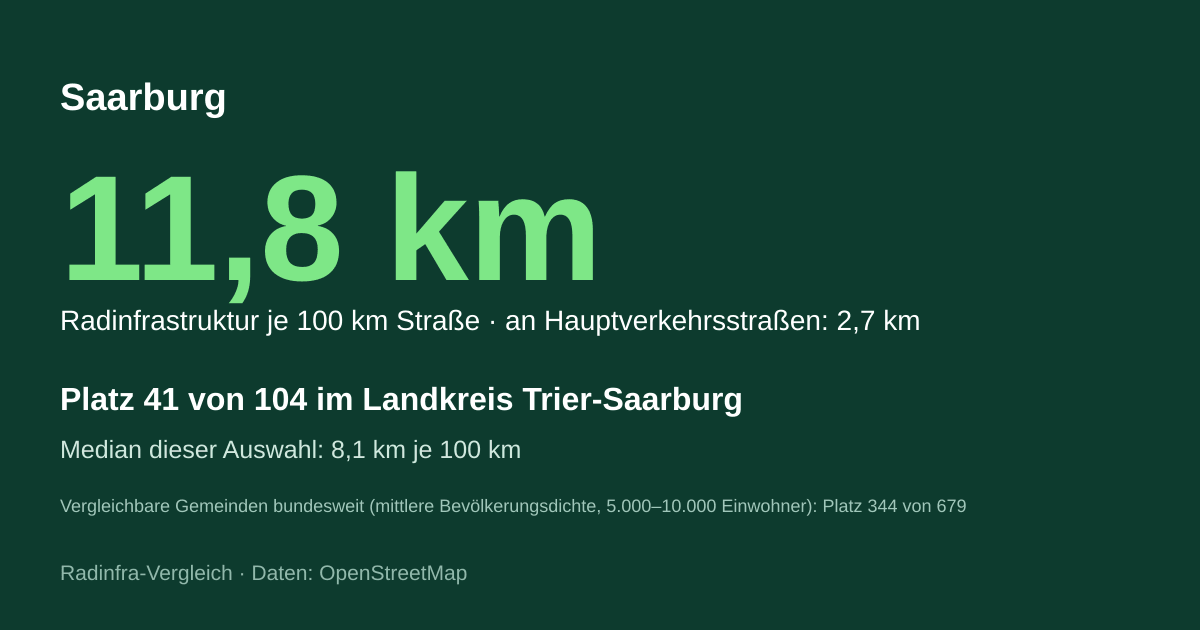 Saarburg
11,8 km
Radinfrastruktur je 100 km Straße · an Hauptverkehrsstraßen: 2,7 km
Platz 41 von 104 im Landkreis Trier-Saarburg
Median dieser Auswahl: 8,1 km je 100 km
Vergleichbare Gemeinden bundesweit (mittlere Bevölkerungsdichte, 5.000–10.000 Einwohner): Platz 344 von 679
Radinfra-Vergleich · Daten: OpenStreetMap